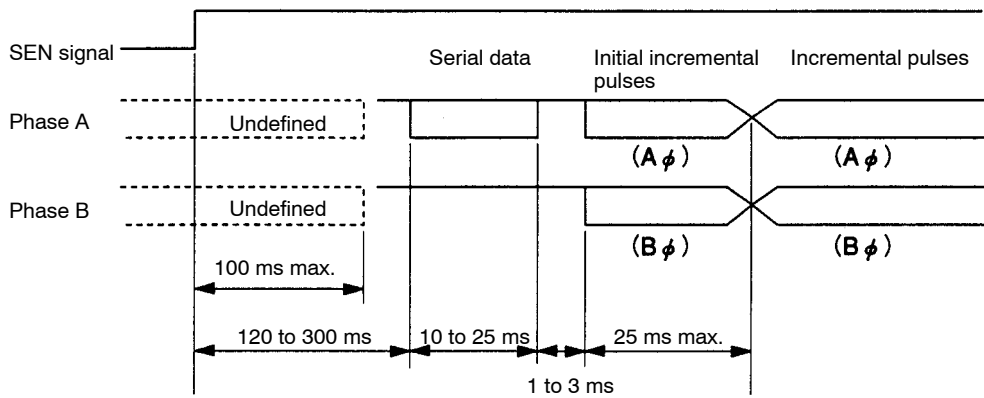 SEN signal
Serial data
Initial incremental
pulses
Incremental pulses
Phase A
Undefined
(Aϕ)
(Aϕ)
Phase B
Undefined
(Bϕ)
(Bϕ)
100 ms max.
120 to 300 ms
10 to 25 ms
25 ms max.
1 to 3 ms